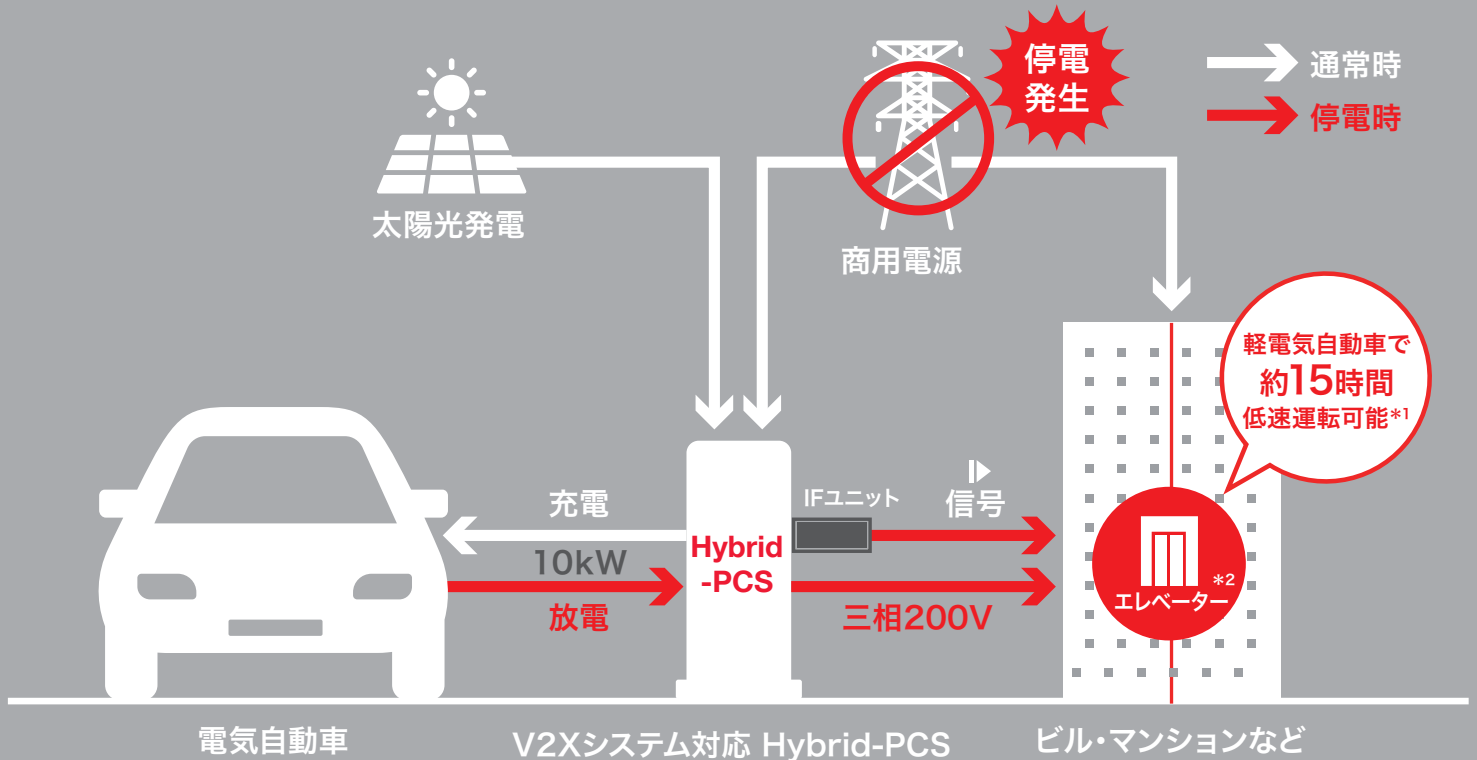 停電
発生
通常時
停電時
太陽光発電
商用電源
軽電気自動車で
約15時間
低速運転可能*1
充電
10kW
放電
Hybrid
-PCS
IFユニット
信号
三相200V
*2
エレベーター
電気自動車
V2Xシステム対応 Hybrid-PCS
ビル・マンションなど